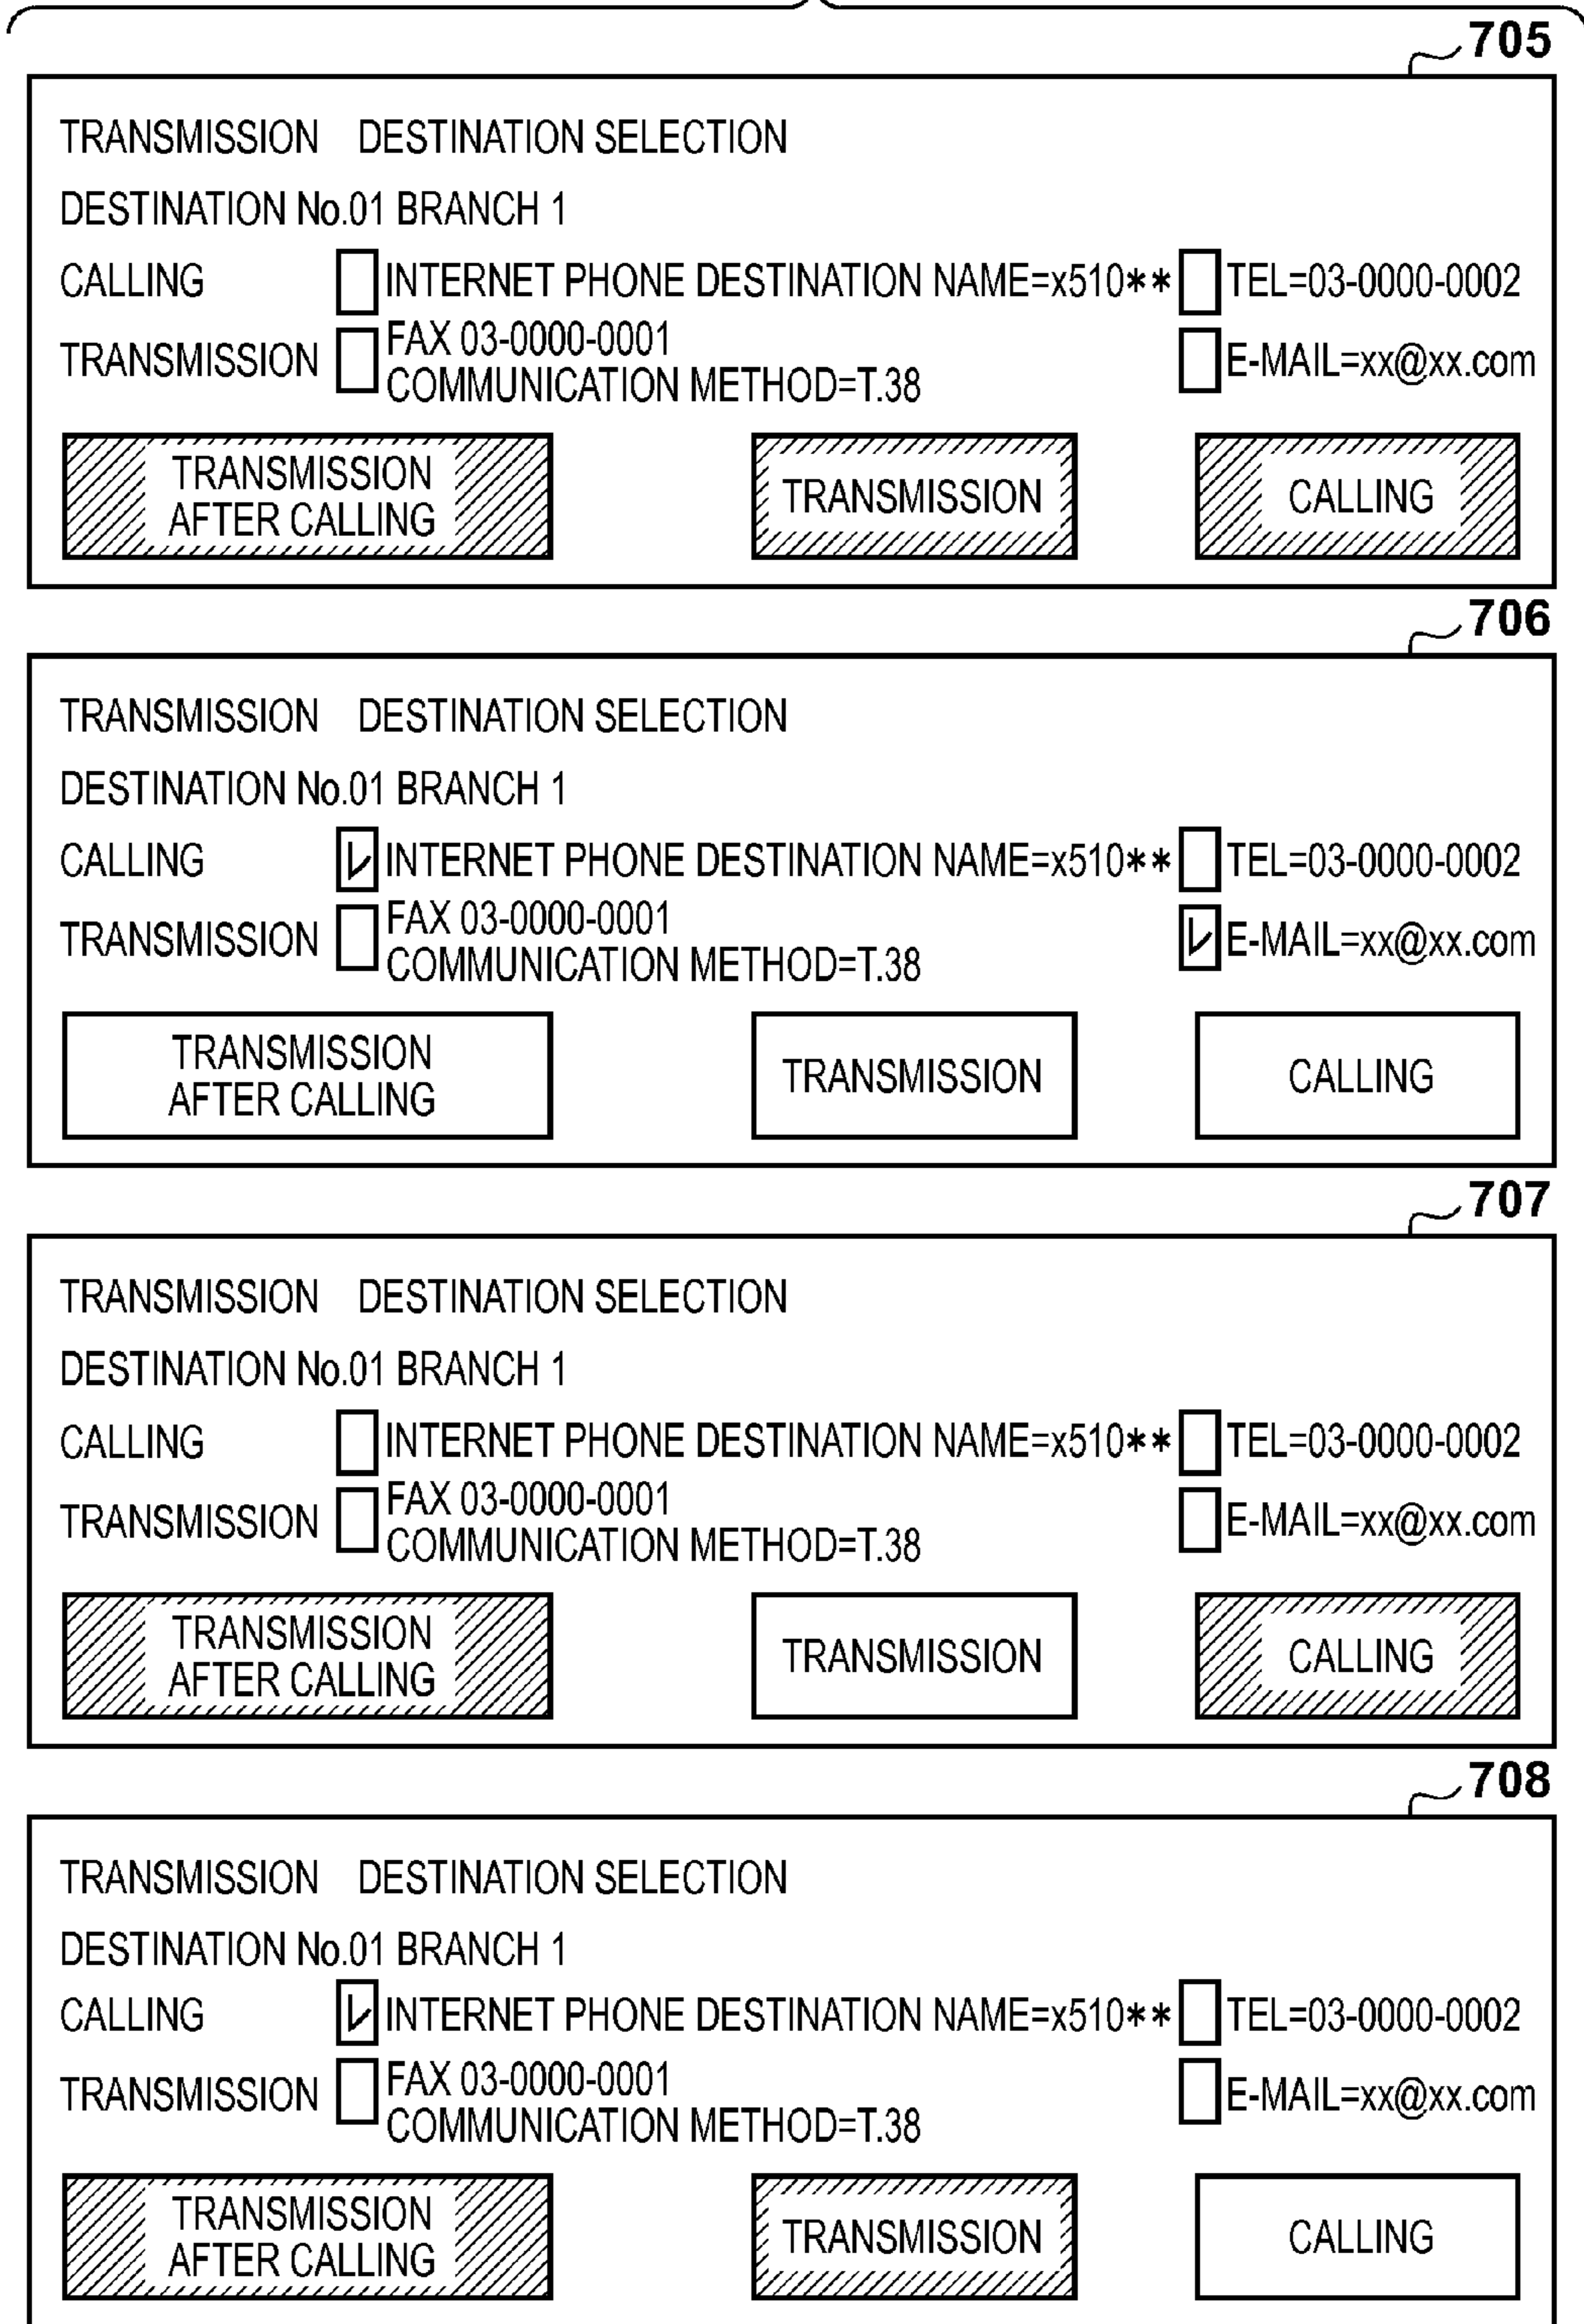 705
TRANSMISSION DESTINATION SELECTION
DESTINATION No.01 BRANCH 1
CALLING INTERNET PHONE DESTINATION NAME=x510** TEL=03-0000-0002
TRANSMISSION FAX 03-0000-0001
COMMUNICATION METHOD=T.38 E-MAIL=xx@xx.com
TRANSMISSION
AFTER CALLING TRANSMISSION CALLING
706
TRANSMISSION DESTINATION SELECTION
DESTINATION No.01 BRANCH 1
CALLING INTERNET PHONE DESTINATION NAME=x510** TEL=03-0000-0002
TRANSMISSION FAX 03-0000-0001
COMMUNICATION METHOD=T.38 E-MAIL=xx@xx.com
TRANSMISSION
AFTER CALLING TRANSMISSION CALLING
707
TRANSMISSION DESTINATION SELECTION
DESTINATION No.01 BRANCH 1
CALLING INTERNET PHONE DESTINATION NAME=x510** TEL=03-0000-0002
TRANSMISSION FAX 03-0000-0001
COMMUNICATION METHOD=T.38 E-MAIL=xx@xx.com
TRANSMISSION
AFTER CALLING TRANSMISSION CALLING
708
TRANSMISSION DESTINATION SELECTION
DESTINATION No.01 BRANCH 1
CALLING INTERNET PHONE DESTINATION NAME=x510** TEL=03-0000-0002
TRANSMISSION FAX 03-0000-0001
COMMUNICATION METHOD=T.38 E-MAIL=xx@xx.com
TRANSMISSION
AFTER CALLING TRANSMISSION CALLING